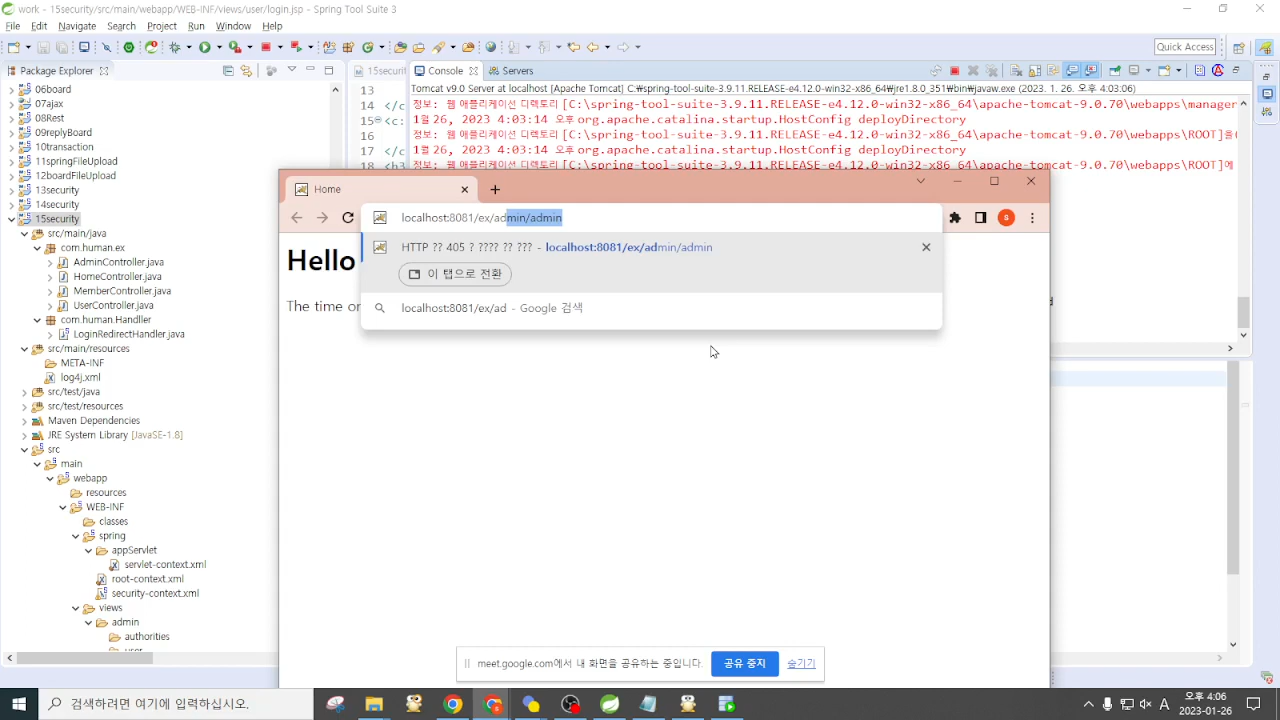 work - 15security/src/main/webapp/WEB-INF/views/user/login.jsp - Spring Tool Suite 3
File Edit Navigate Search Project Run Window Help
Quick Access
Package Explorer
06board
07ajax
08Rest
09replyBoard
10transaction
11springFileUpload
12boardFileUpload
13security
14security
15security
src/main/java
com.human.ex
AdminController.java
HomeController.java
MemberController.java
UserController.java
com.human.Handler
LoginRedirectHandler.java
src/main/resources
META-INF
log4j.xml
src/test/java
src/test/resources
Maven Dependencies
JRE System Library [JavaSE-1.8]
src
main
webapp
resources
WEB-INF
classes
spring
appServlet
servlet-context.xml
root-context.xml
security-context.xml
views
admin
authorities
15securit
13
14 </c
15 <c:
16
17 </c
18 <h3
Console
Servers
Tomcat v9.0 Server at localhost [Apache Tomcat] C:\spring-tool-suite-3.9.11.RELEASE-e4.12.0-win32-x86_64\jre1.8.0_351\bin\javaw.exe (2023. 1. 26. 오후 4:03:06)
정보: 웹 애플리케이션 디렉토리 [C:\spring-tool-suite-3.9.11.RELEASE-e4.12.0-win32-x86_64\apache-tomcat-9.0.70\webapps\manager
1월 26, 2023 4:03:14 오후 org.apache.catalina.startup.HostConfig deployDirectory
정보: 웹 애플리케이션 디렉토리 [C:\spring-tool-suite-3.9.11.RELEASE-e4.12.0-win32-x86_64\apache-tomcat-9.0.70\webapps\ROOT]을(
1월 26, 2023 4:03:14 오후 org.apache.catalina.startup.HostConfig deployDirectory
정보: 웹 애플리케이션 디렉토리 [C:\spring-tool-suite-3.9.11.RELEASE-e4.12.0-win32-x86_64\apache-tomcat-9.0.70\webapps\ROOT]에
Home
localhost:8081/ex/admin/admin
s
HTTP ?? 405 ? ???? ?? ??? - localhost:8081/ex/admin/admin
이 탭으로 전환
localhost:8081/ex/ad - Google 검색
Hello
The time on
meet.google.com에서 내 화면을 공유하는 중입니다.
공유 중지
숨기기
검색하려면 여기에 입력하십시오.
A
오후 4:06
2023-01-26